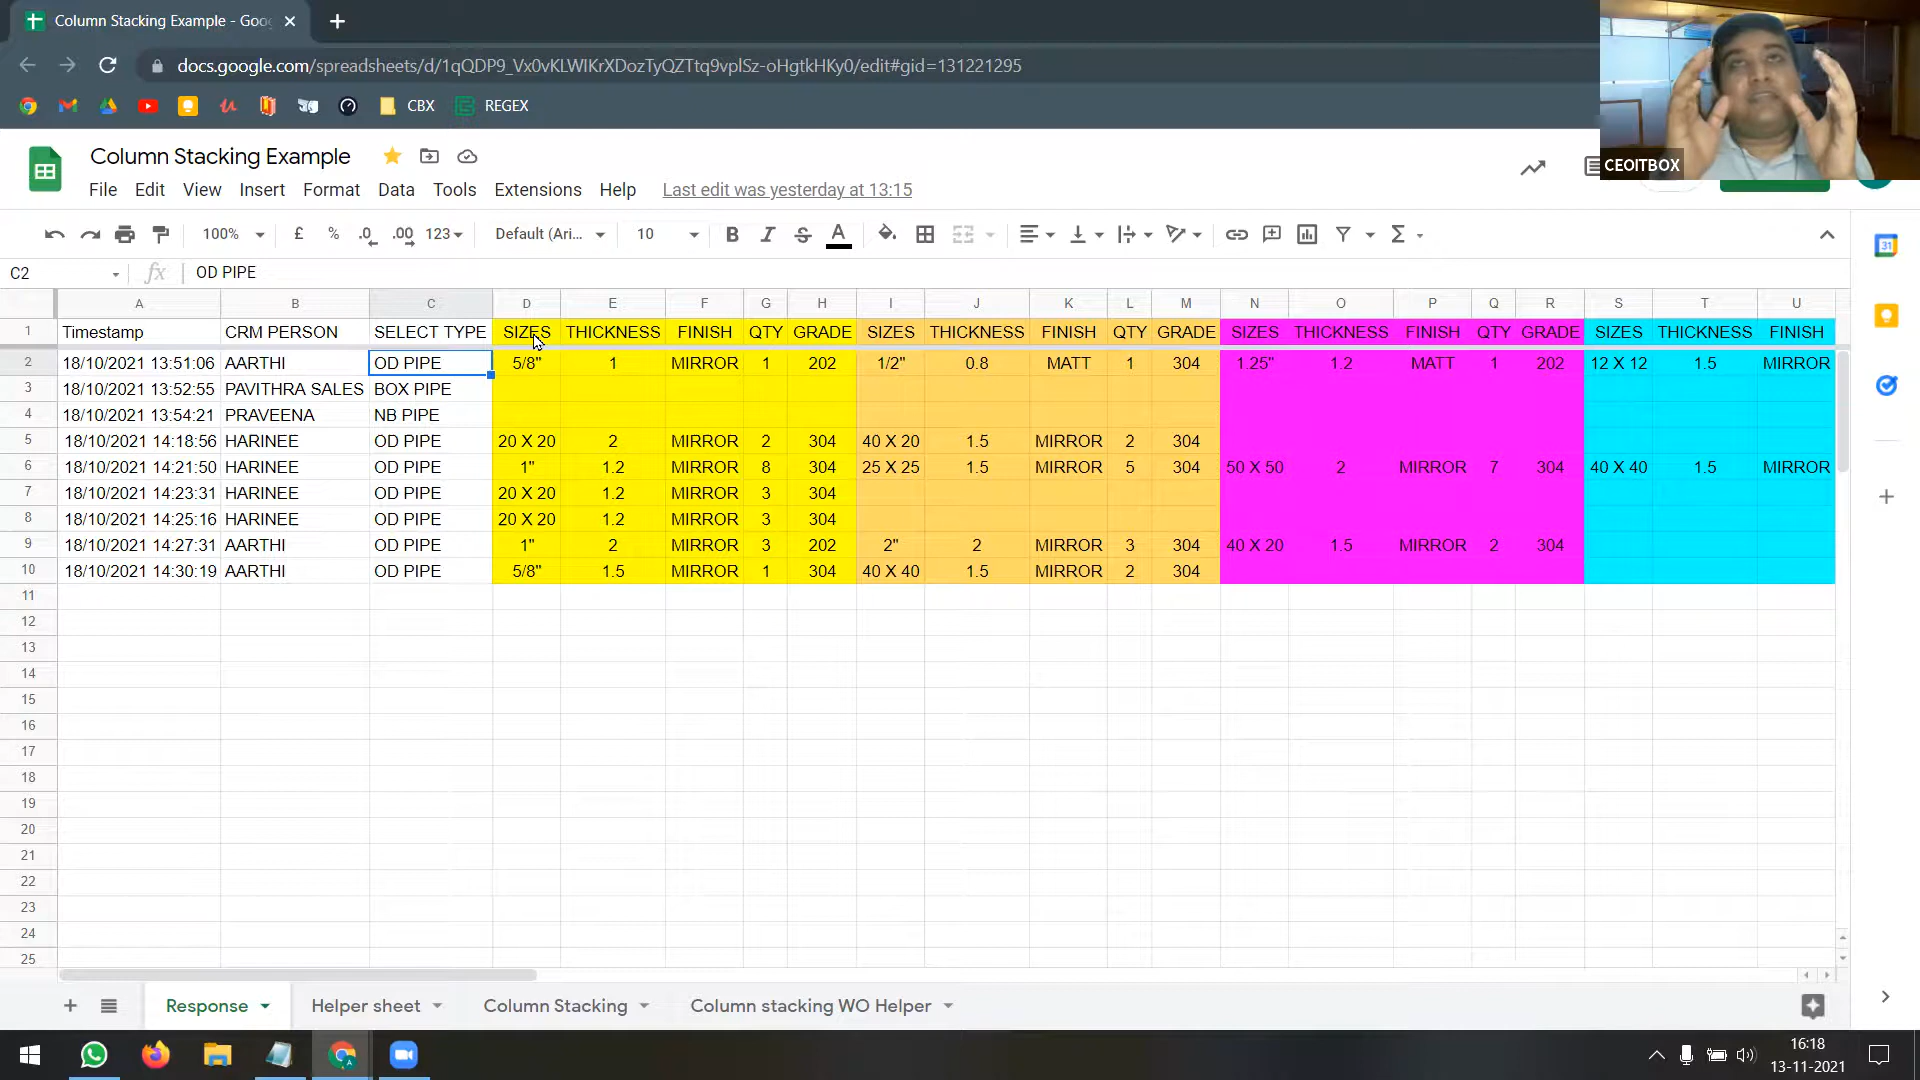 Column Stacking Example - Goo
docs.google.com/spreadsheets/d/1qQDP9_Vx0vKLWIKrXDozTyQZTtq9vplSz-oHgtkHKy0/edit#gid=131221295
CBX REGEX
Column Stacking Example
CEOITBOX
File Edit View Insert Format Data Tools Extensions Help Last edit was yesterday at 13:15
100% £ % .0 .00 123 Default (Ari... 10 B I S A Σ
31
C2 fx OD PIPE
A B C D E F G H I J K L M N O P Q R S T U
1 Timestamp CRM PERSON SELECT TYPE SIZES THICKNESS FINISH QTY GRADE SIZES THICKNESS FINISH QTY GRADE SIZES THICKNESS FINISH QTY GRADE SIZES THICKNESS FINISH
2 18/10/2021 13:51:06 AARTHI OD PIPE 5/8" 1 MIRROR 1 202 1/2" 0.8 MATT 1 304 1.25" 1.2 MATT 1 202 12 X 12 1.5 MIRROR
3 18/10/2021 13:52:55 PAVITHRA SALES BOX PIPE
4 18/10/2021 13:54:21 PRAVEENA NB PIPE
5 18/10/2021 14:18:56 HARINEE OD PIPE 20 X 20 2 MIRROR 2 304 40 X 20 1.5 MIRROR 2 304
6 18/10/2021 14:21:50 HARINEE OD PIPE 1" 1.2 MIRROR 8 304 25 X 25 1.5 MIRROR 5 304 50 X 50 2 MIRROR 7 304 40 X 40 1.5 MIRROR
7 18/10/2021 14:23:31 HARINEE OD PIPE 20 X 20 1.2 MIRROR 3 304
8 18/10/2021 14:25:16 HARINEE OD PIPE 20 X 20 1.2 MIRROR 3 304
9 18/10/2021 14:27:31 AARTHI OD PIPE 1" 2 MIRROR 3 202 2" 2 MIRROR 3 304 40 X 20 1.5 MIRROR 2 304
10 18/10/2021 14:30:19 AARTHI OD PIPE 5/8" 1.5 MIRROR 1 304 40 X 40 1.5 MIRROR 2 304
11
12
13
14
15
16
17
18
19
20
21
22
23
24
25
Response Helper sheet Column Stacking Column stacking WO Helper
16:18
13-11-2021